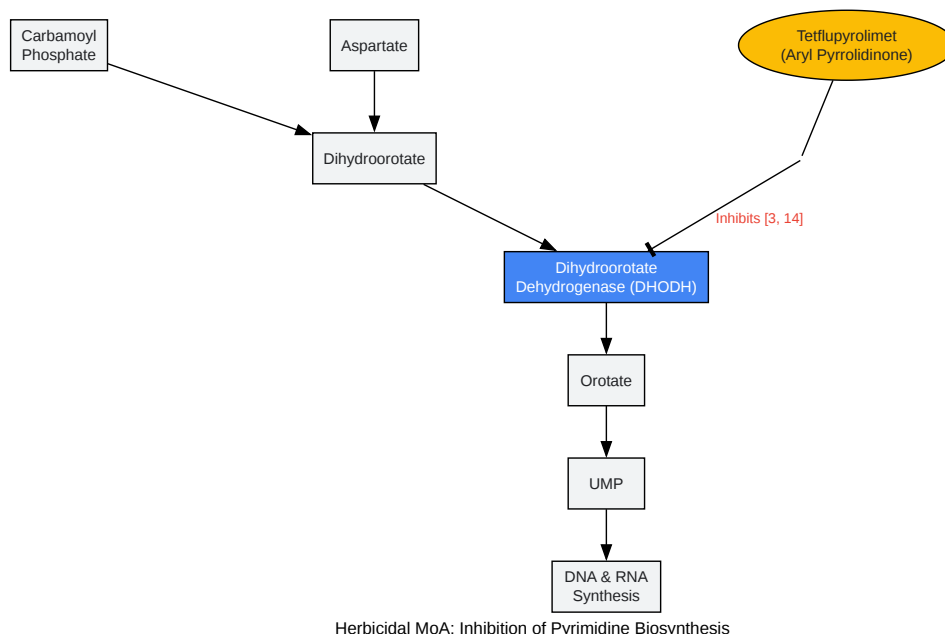 Carbamoyl
Phosphate
Aspartate
Tetflupyrolimet
(Aryl Pyrrolidinone)
Dihydroorotate
Inhibits [3, 14]
Dihydroorotate
Dehydrogenase (DHODH)
Orotate
UMP
DNA & RNA
Synthesis
Herbicidal MoA: Inhibition of Pyrimidine Biosynthesis